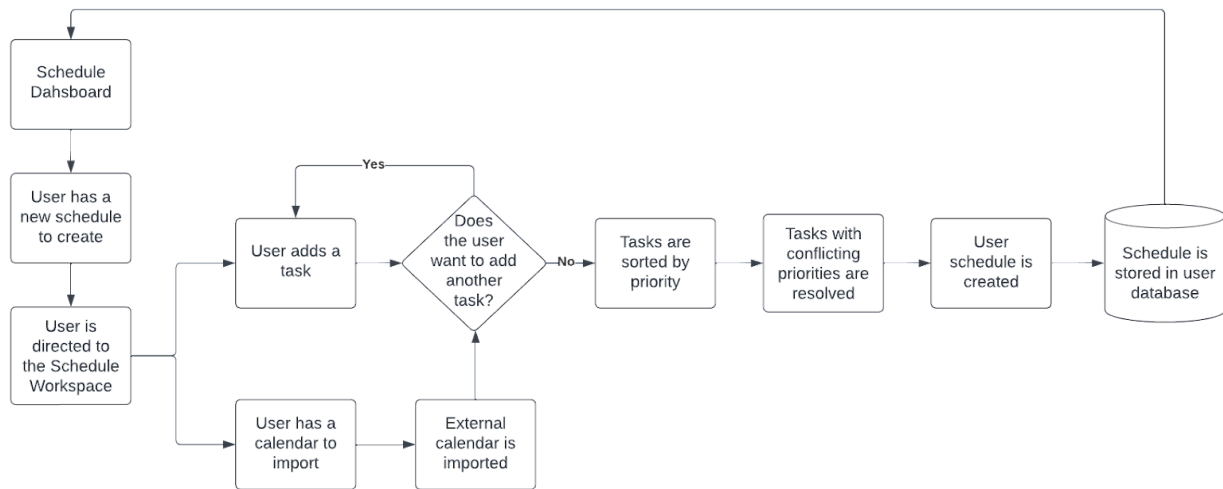 Schedule
Dahsboard
User has a
new schedule
to create
User is
directed to
the Schedule
Workspace
Yes
User adds a
task
Does
the user
want to add
another
task?
No
Tasks are
sorted by
priority
Tasks with
conflicting
priorities are
resolved
User
schedule is
created
Schedule is
stored in user
database
User has a
calendar to
import
External
calendar is
imported